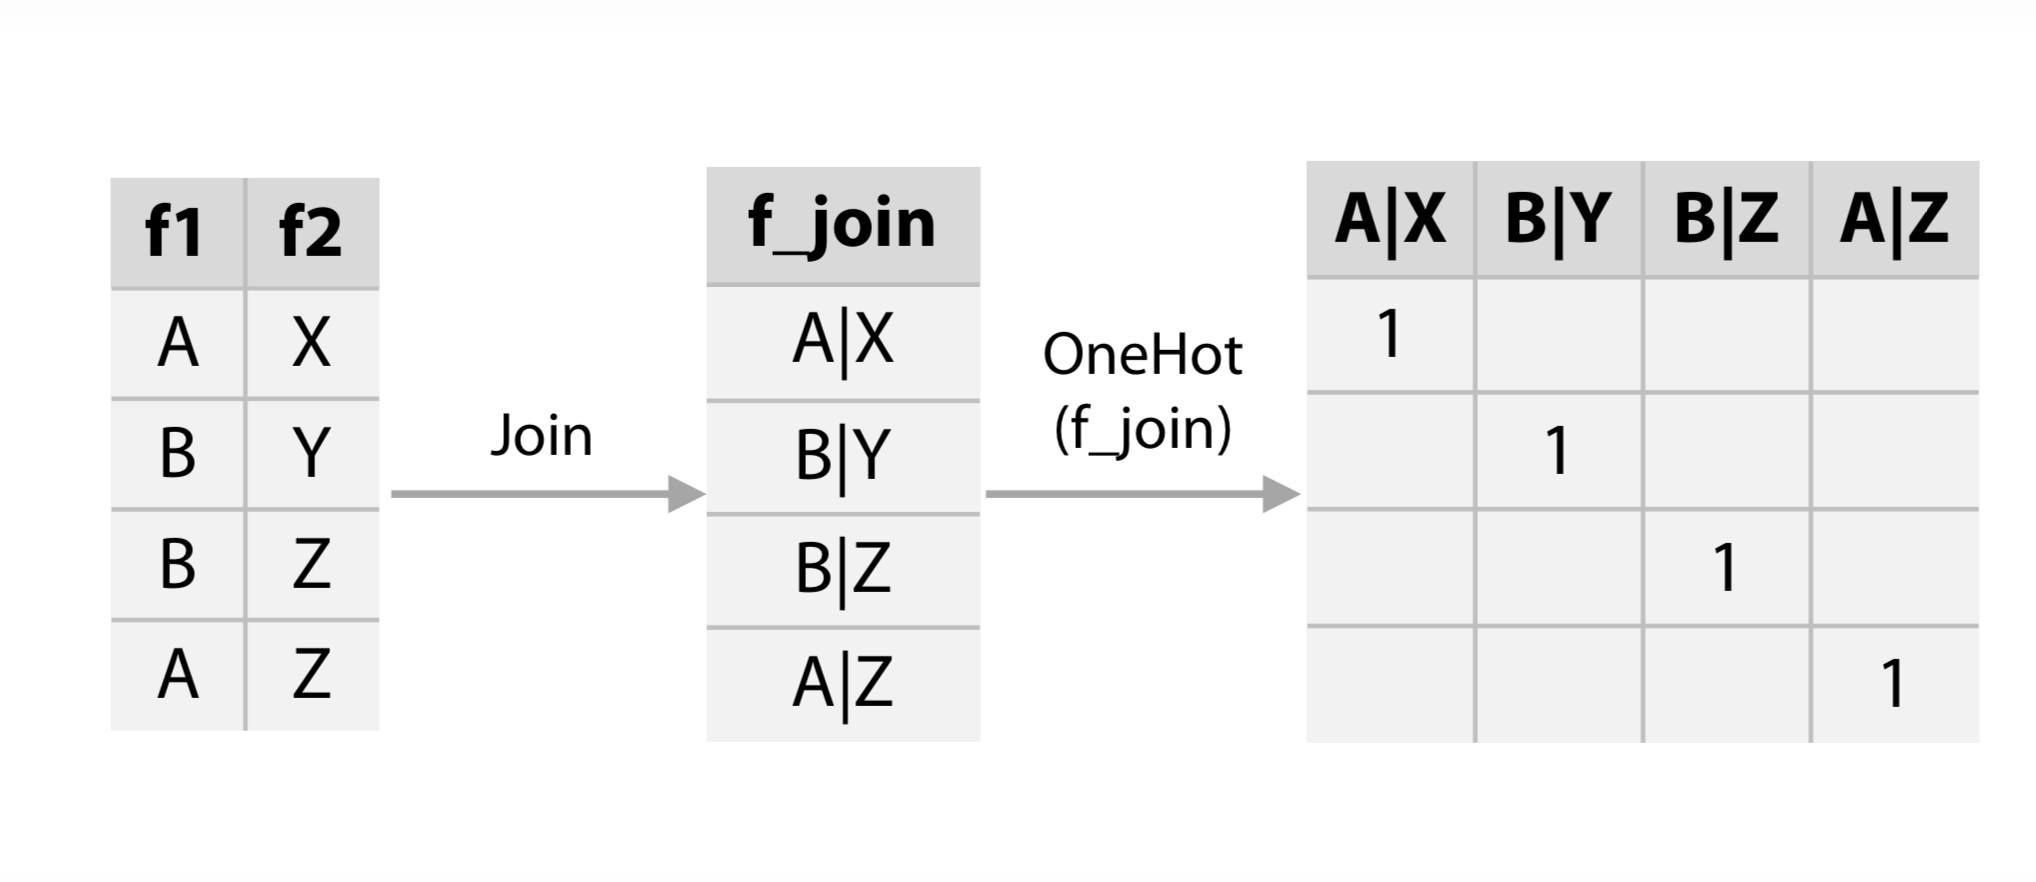 f1 f2
A X
B Y
B Z
A Z
Join
f_join
A|X
B|Y
B|Z
A|Z
OneHot
(f_join)
A|X B|Y B|Z A|Z
1
1
1
1